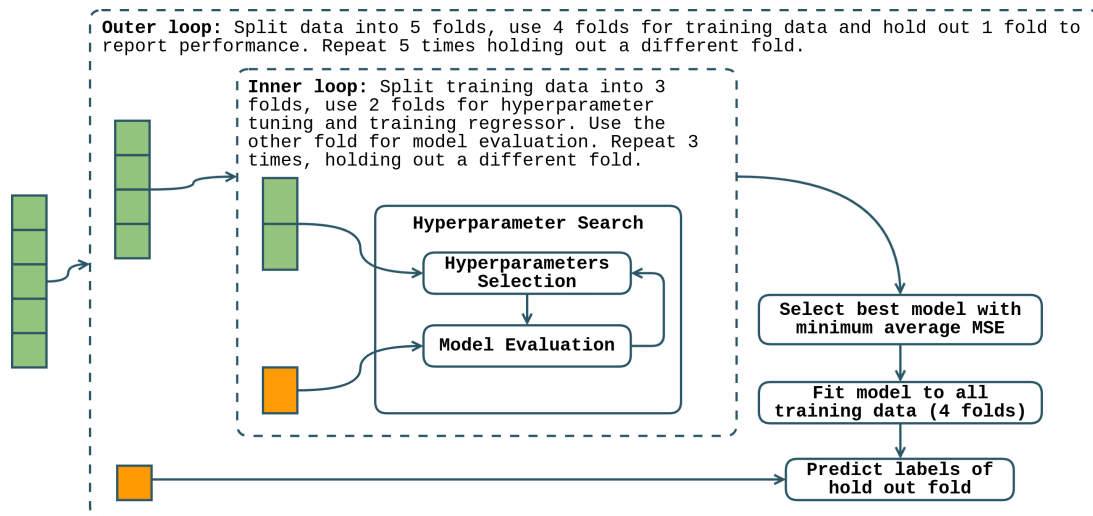 Outer loop: Split data into 5 folds, use 4 folds for training data and hold out 1 fold to
report performance. Repeat 5 times holding out a different fold.
Inner loop: Split training data into 3
folds, use 2 folds for hyperparameter
tuning and training regressor. Use the
other fold for model evaluation. Repeat 3
times, holding out a different fold.
Hyperparameter Search
Hyperparameters
Selection
Model Evaluation
Select best model with
minimum average MSE
Fit model to all
training data (4 folds)
Predict labels of
hold out fold